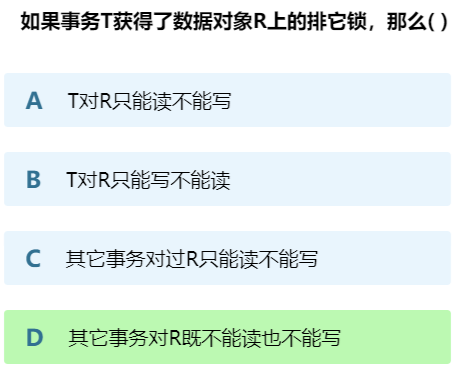 如果事务T获得了数据对象R上的排它锁，那么( )
A T对R只能读不能写
B T对R只能写不能读
C 其它事务对过R只能读不能写
D 其它事务对R既不能读也不能写